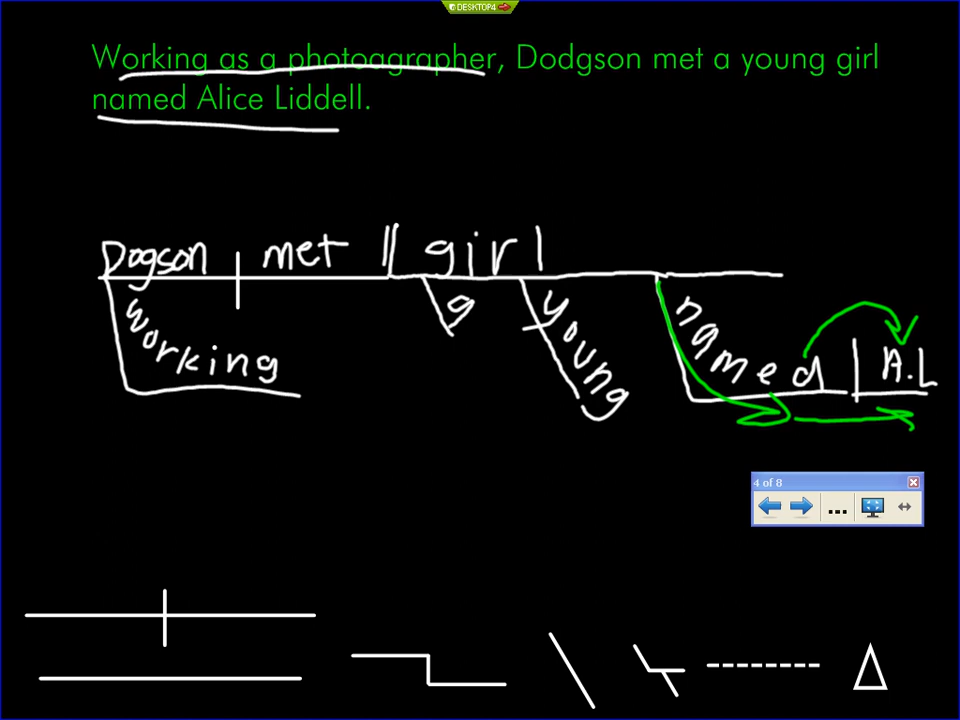 DESKTOP4
Working as a photoagrapher, Dodgson met a young girl
named Alice Liddell.
Dogson met girl
working a young named A.L
4 of 8
...